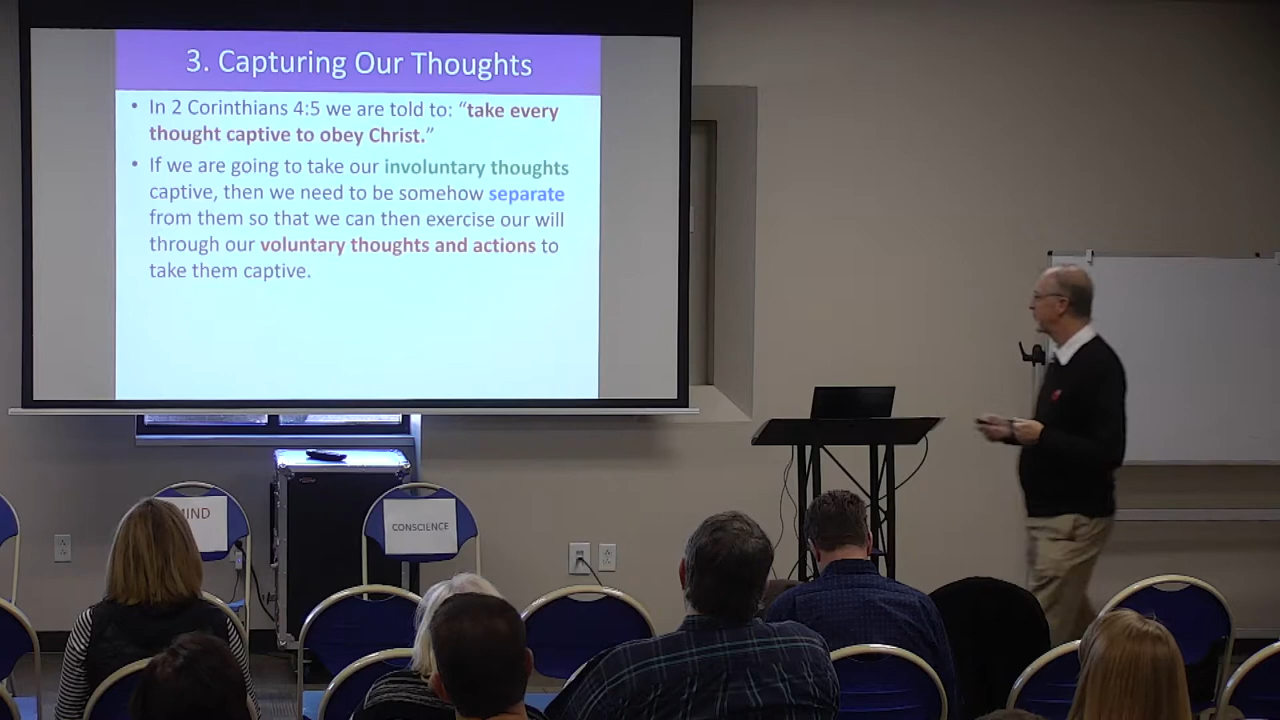 3. Capturing Our Thoughts
• In 2 Corinthians 4:5 we are told to: “take every
thought captive to obey Christ.”
• If we are going to take our involuntary thoughts
captive, then we need to be somehow separate
from them so that we can then exercise our will
through our voluntary thoughts and actions to
take them captive.
MIND
CONSCIENCE